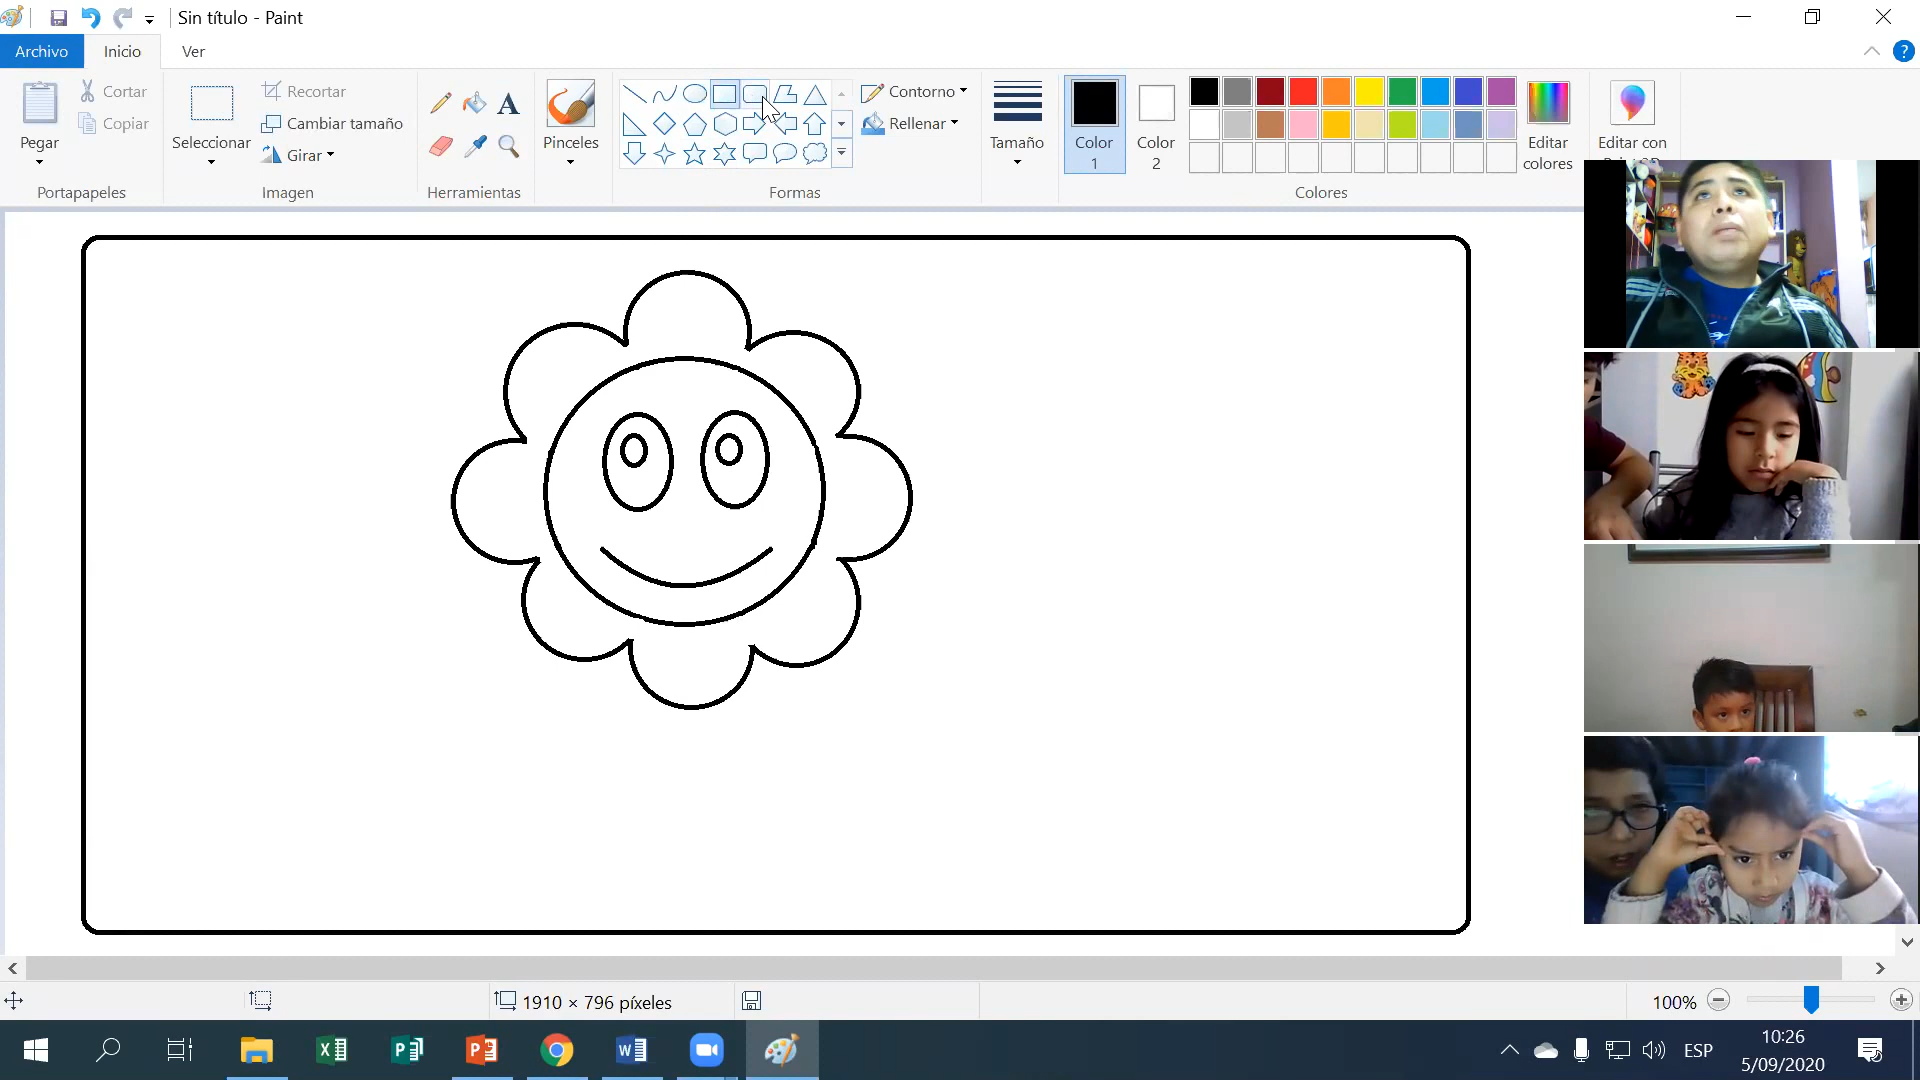 Sin título - Paint
Archivo Inicio Ver
Pegar
Cortar
Copiar
Portapapeles
Seleccionar
Recortar
Cambiar tamaño
Girar
Imagen
A
Herramientas
Pinceles
Contorno
Rellenar
Formas
Tamaño
Color 1
Color 2
Colores
Editar colores
Editar con
1910 × 796 píxeles
100%
ESP
10:26
5/09/2020